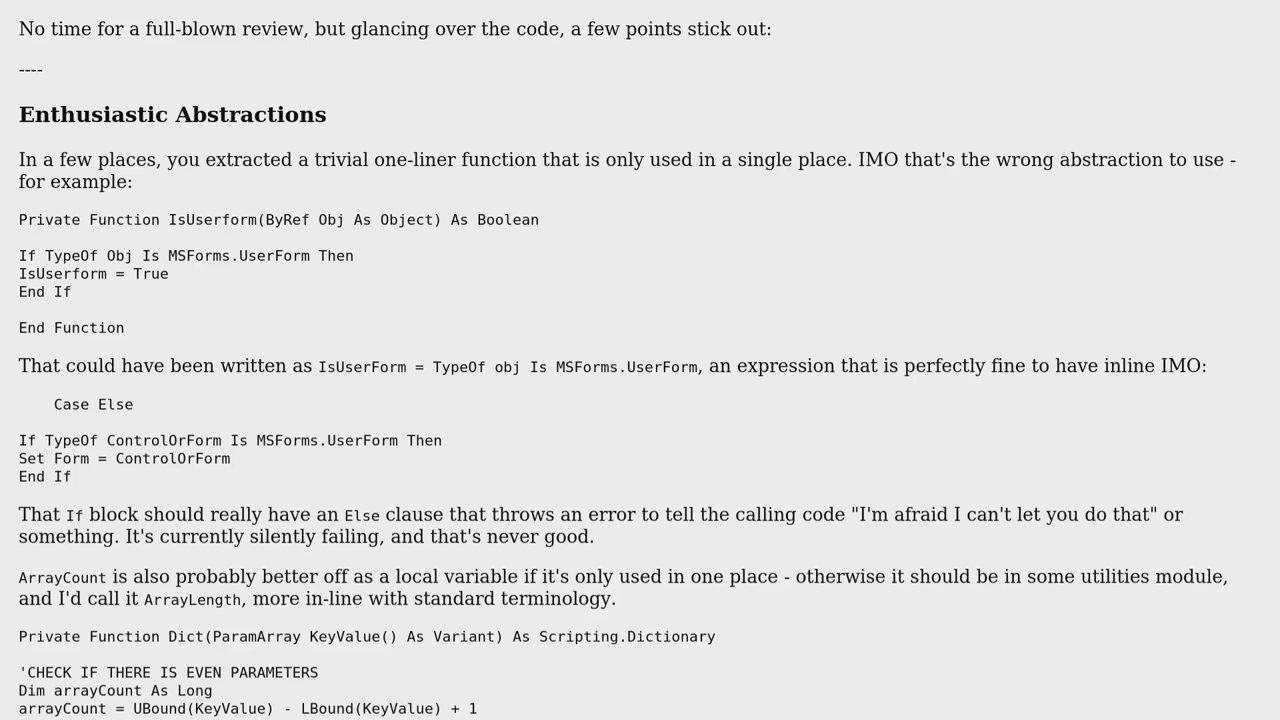 No time for a full-blown review, but glancing over the code, a few points stick out:
----
Enthusiastic Abstractions
In a few places, you extracted a trivial one-liner function that is only used in a single place. IMO that's the wrong abstraction to use -
for example:
Private Function IsUserform(ByRef Obj As Object) As Boolean
If TypeOf Obj Is MSForms.UserForm Then
IsUserform = True
End If
End Function
That could have been written as IsUserForm = TypeOf obj Is MSForms.UserForm, an expression that is perfectly fine to have inline IMO:
Case Else
If TypeOf ControlOrForm Is MSForms.UserForm Then
Set Form = ControlOrForm
End If
That If block should really have an Else clause that throws an error to tell the calling code "I'm afraid I can't let you do that" or
something. It's currently silently failing, and that's never good.
ArrayCount is also probably better off as a local variable if it's only used in one place - otherwise it should be in some utilities module,
and I'd call it ArrayLength, more in-line with standard terminology.
Private Function Dict(ParamArray KeyValue() As Variant) As Scripting.Dictionary
'CHECK IF THERE IS EVEN PARAMETERS
Dim arrayCount As Long
arrayCount = UBound(KeyValue) - LBound(KeyValue) + 1